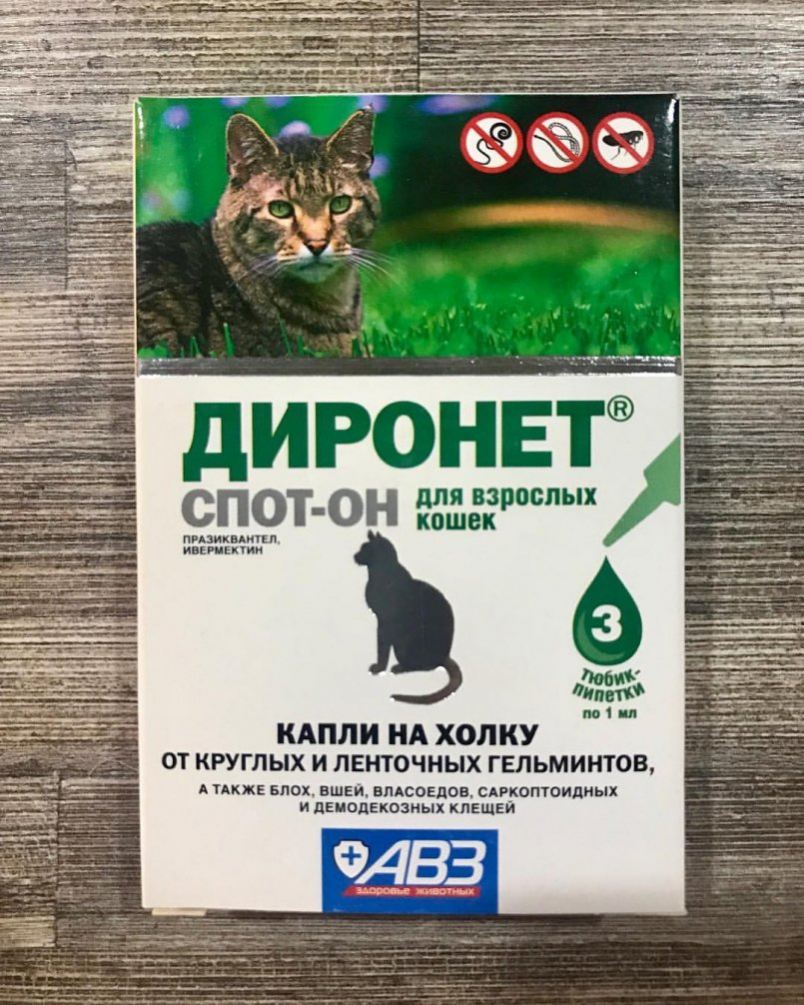 ДИРОНЕТ®
СПОТ-ОН
для взрослых
кошек
ПРАЗИКВАНТЕЛ,
ИВЕРМЕКТИН
3
тюбик-
пипетки
по 1 мл
КАПЛИ НА ХОЛКУ
ОТ КРУГЛЫХ И ЛЕНТОЧНЫХ ГЕЛЬМИНТОВ,
А ТАКЖЕ БЛОХ, ВШЕЙ, ВЛАСОЕДОВ, САРКОПТОИДНЫХ
И ДЕМОДЕКОЗНЫХ КЛЕЩЕЙ
АВЗ
здоровье животных